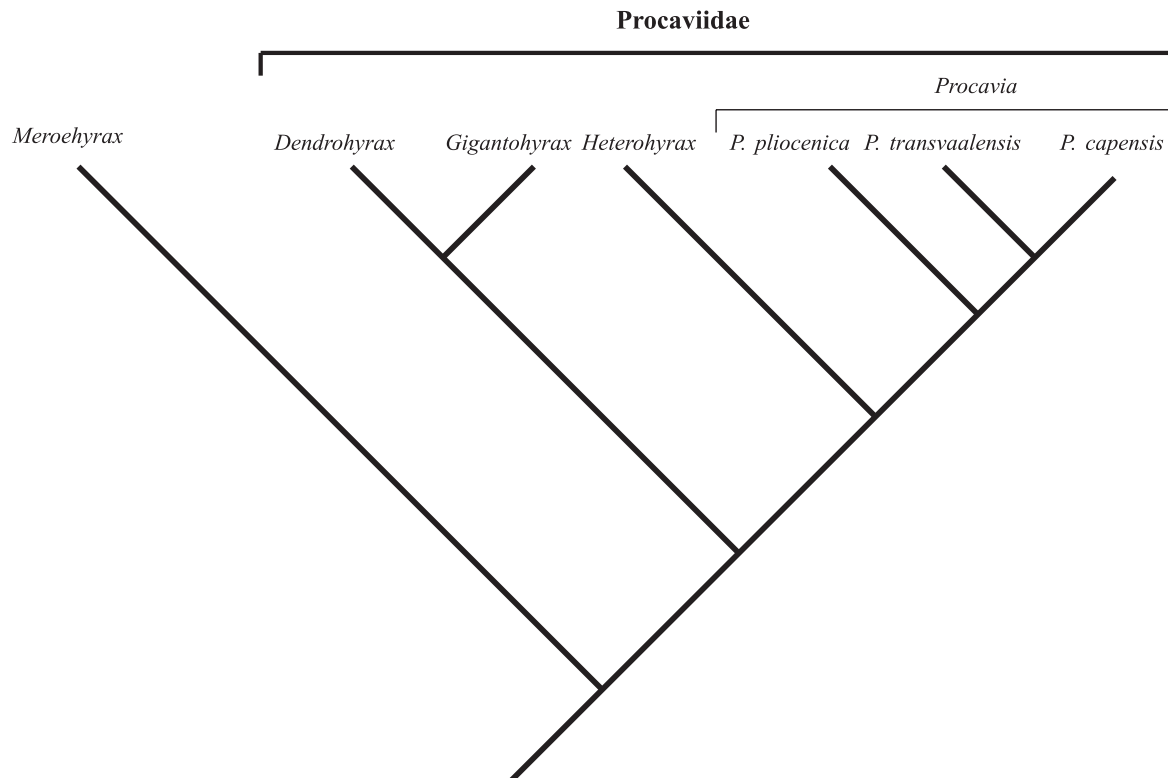 Procaviidae
Procavia
Meroehyrax
Dendrohyrax Gigantohyrax Heterohyrax P. pliocenica P. transvaalensis P. capensis